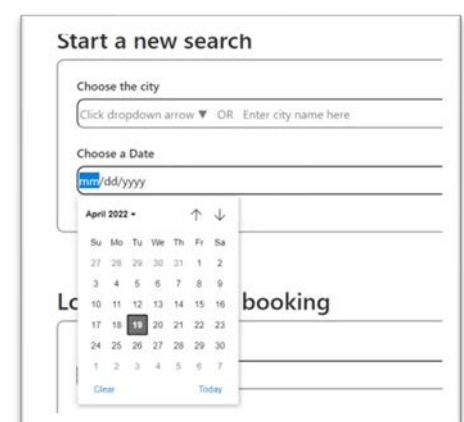 Start a new search
Choose the city
Click dropdown arrow ▼ OR Enter city name here
Choose a Date
mm/dd/yyyy
April 2022 ▾ ↑ ↓
Su Mo Tu We Th Fr Sa
27 28 29 30 31 1 2
3 4 5 6 7 8 9
10 11 12 13 14 15 16
17 18 19 20 21 22 23
24 25 26 27 28 29 30
1 2 3 4 5 6 7
Clear Today
booking